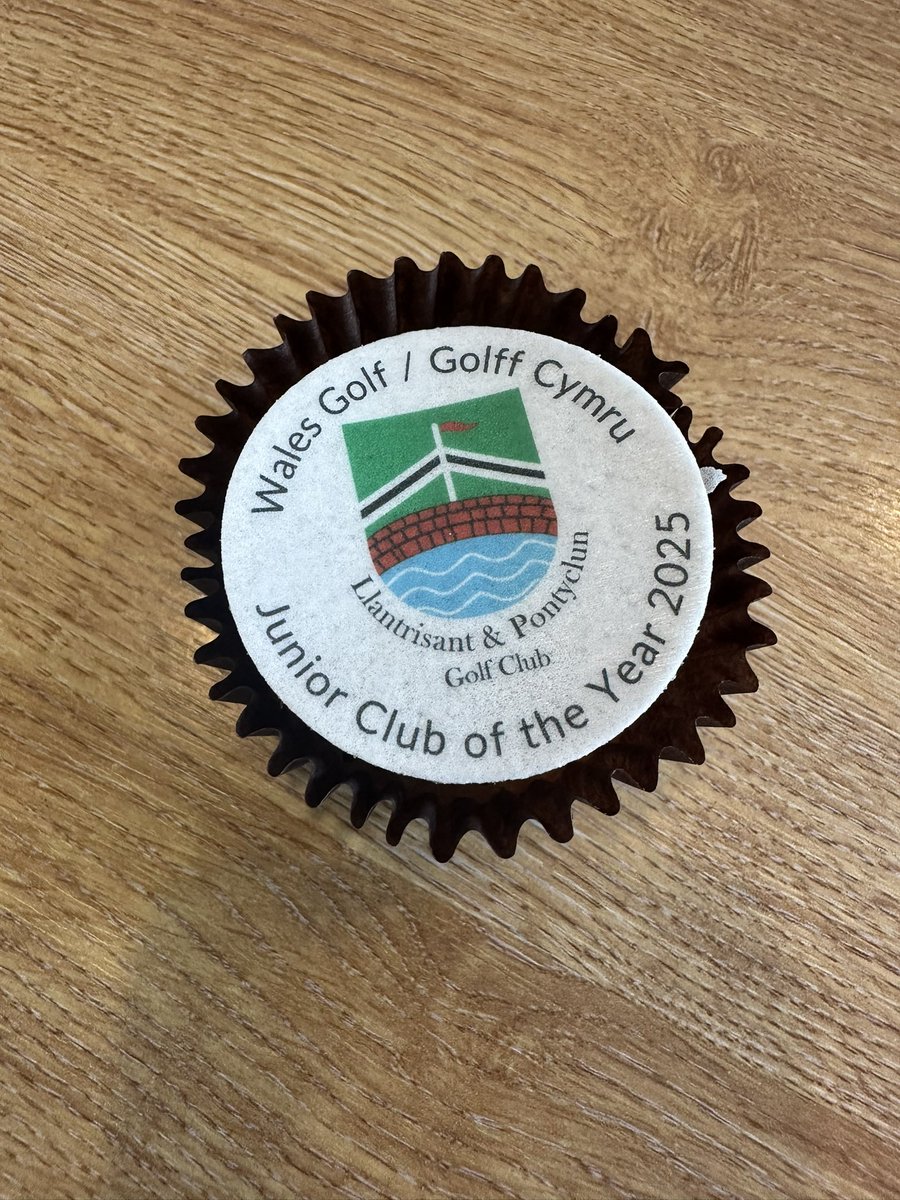 Wales Golf / Golff Cymru
Llantrisant & Pontyclun
Golf Club
Junior Club of the Year 2025